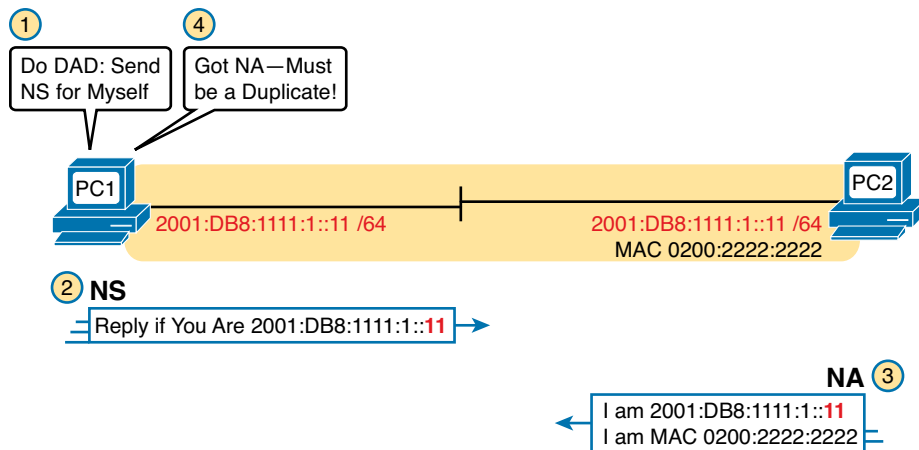 1
4
Do DAD: Send
NS for Myself
Got NA—Must
be a Duplicate!
PC1
PC2
2001:DB8:1111:1::11 /64
2001:DB8:1111:1::11 /64
MAC 0200:2222:2222
2 NS
Reply if You Are 2001:DB8:1111:1::11
NA 3
I am 2001:DB8:1111:1::11
I am MAC 0200:2222:2222